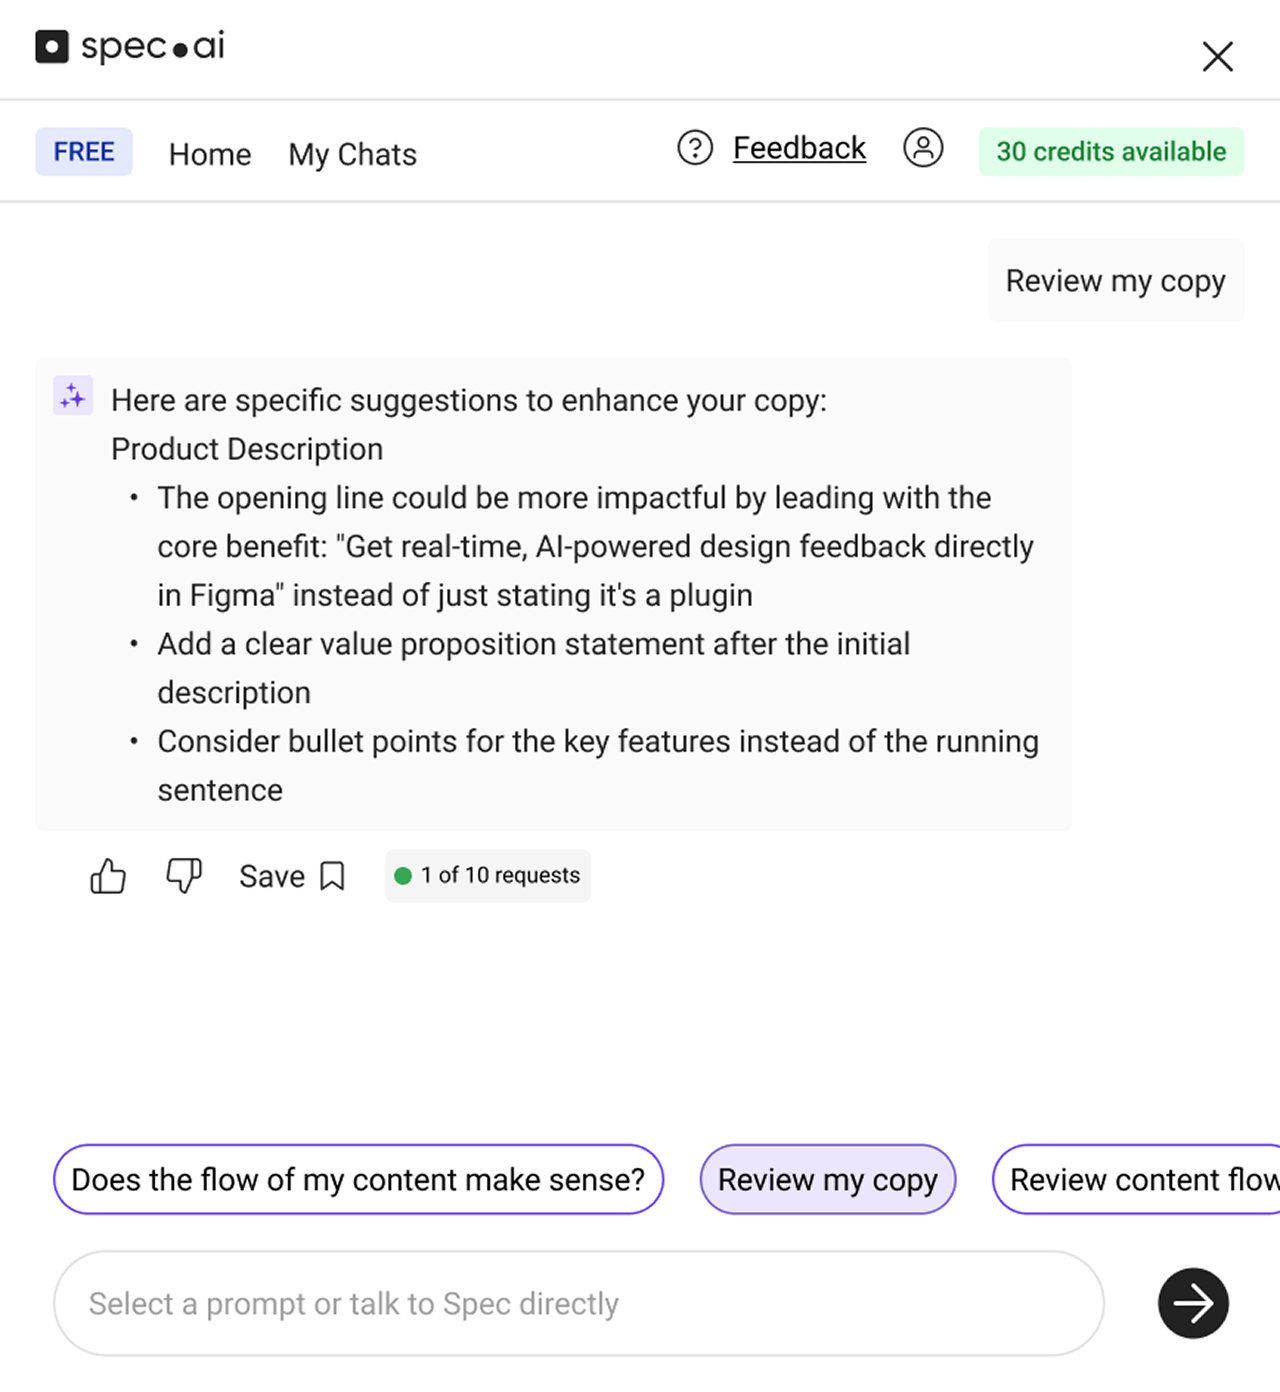 spec.ai
FREE Home My Chats Feedback 30 credits available
Review my copy
Here are specific suggestions to enhance your copy:
Product Description
• The opening line could be more impactful by leading with the
core benefit: "Get real-time, AI-powered design feedback directly
in Figma" instead of just stating it's a plugin
• Add a clear value proposition statement after the initial
description
• Consider bullet points for the key features instead of the running
sentence
Save 1 of 10 requests
Does the flow of my content make sense? Review my copy Review content flow
Select a prompt or talk to Spec directly